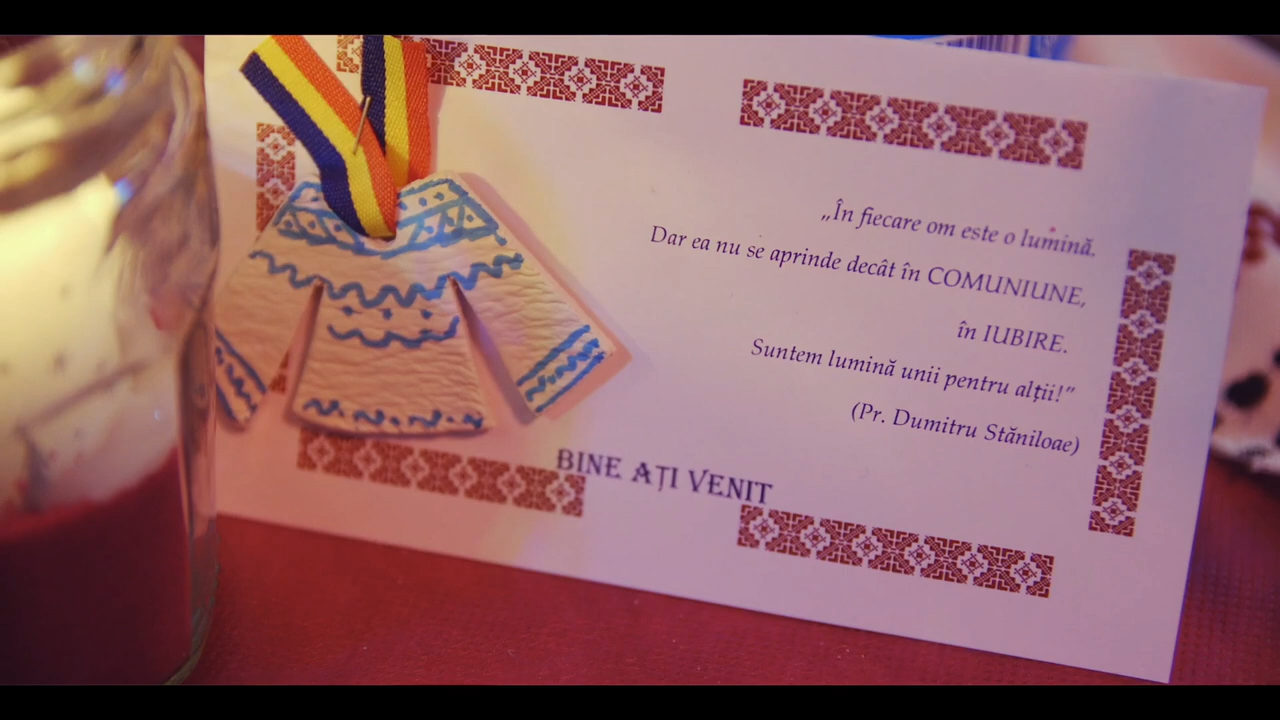 „În fiecare om este o lumină.
Dar ea nu se aprinde decât în COMUNIUNE,
în IUBIRE.
Suntem lumină unii pentru alții!”
(Pr. Dumitru Stăniloae)
BINE AȚI VENIT